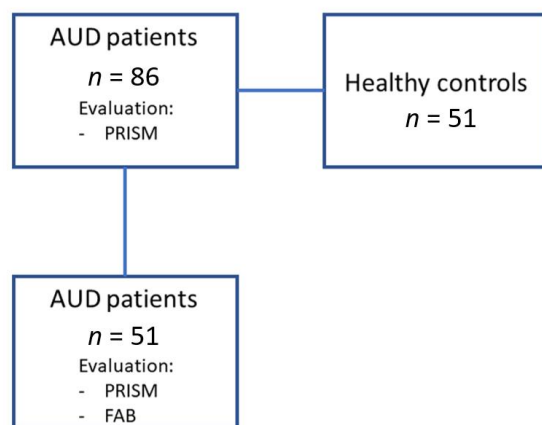 AUD patients
n = 86
Evaluation:
- PRISM
Healthy controls
n = 51
AUD patients
n = 51
Evaluation:
- PRISM
- FAB